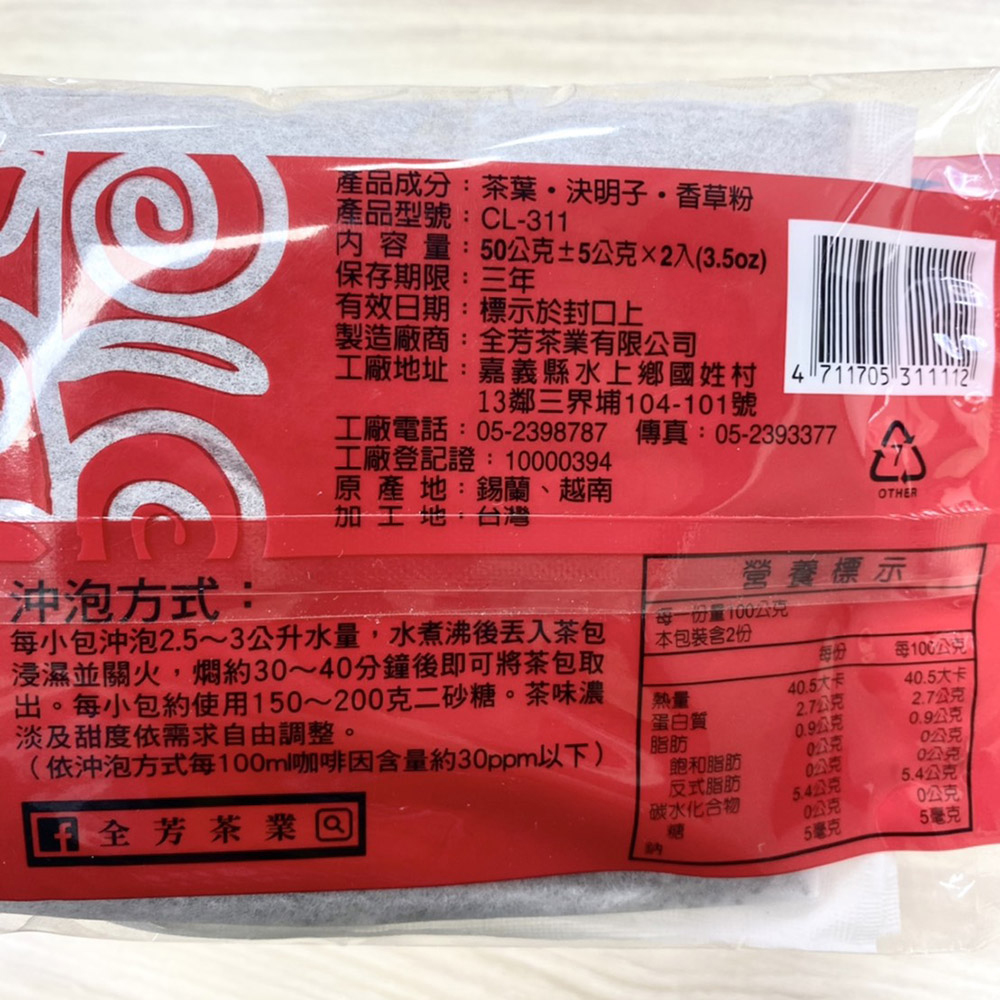 產品成分：茶葉・決明子・香草粉
產品型號：CL-311
內 容 量：50公克±5公克×2入(3.5oz)
保存期限：三年
有效日期：標示於封口上
製造廠商：全芳茶業有限公司
工廠地址：嘉義縣水上鄉國姓村
13鄰三界埔104-101號
工廠電話：05-2398787 傳真：05-2393377
工廠登記證：10000394
原 產 地：錫蘭、越南
加 工 地：台灣
4 711705 311112
7
OTHER
沖泡方式：
每小包沖泡2.5～3公升水量，水煮沸後丟入茶包
浸濕並關火，燜約30～40分鐘後即可將茶包取
出。每小包約使用150～200克二砂糖。茶味濃
淡及甜度依需求自由調整。
（依沖泡方式每100ml咖啡因含量約30ppm以下）
f 全芳茶業
營養標示
每一份量100公克
本包裝含2份
每份 每100公克
熱量 40.5大卡 40.5大卡
蛋白質 2.7公克 2.7公克
脂肪 0.9公克 0.9公克
飽和脂肪 0公克 0公克
反式脂肪 0公克 0公克
碳水化合物 5.4公克 5.4公克
糖 0公克 0公克
鈉 5毫克 5毫克